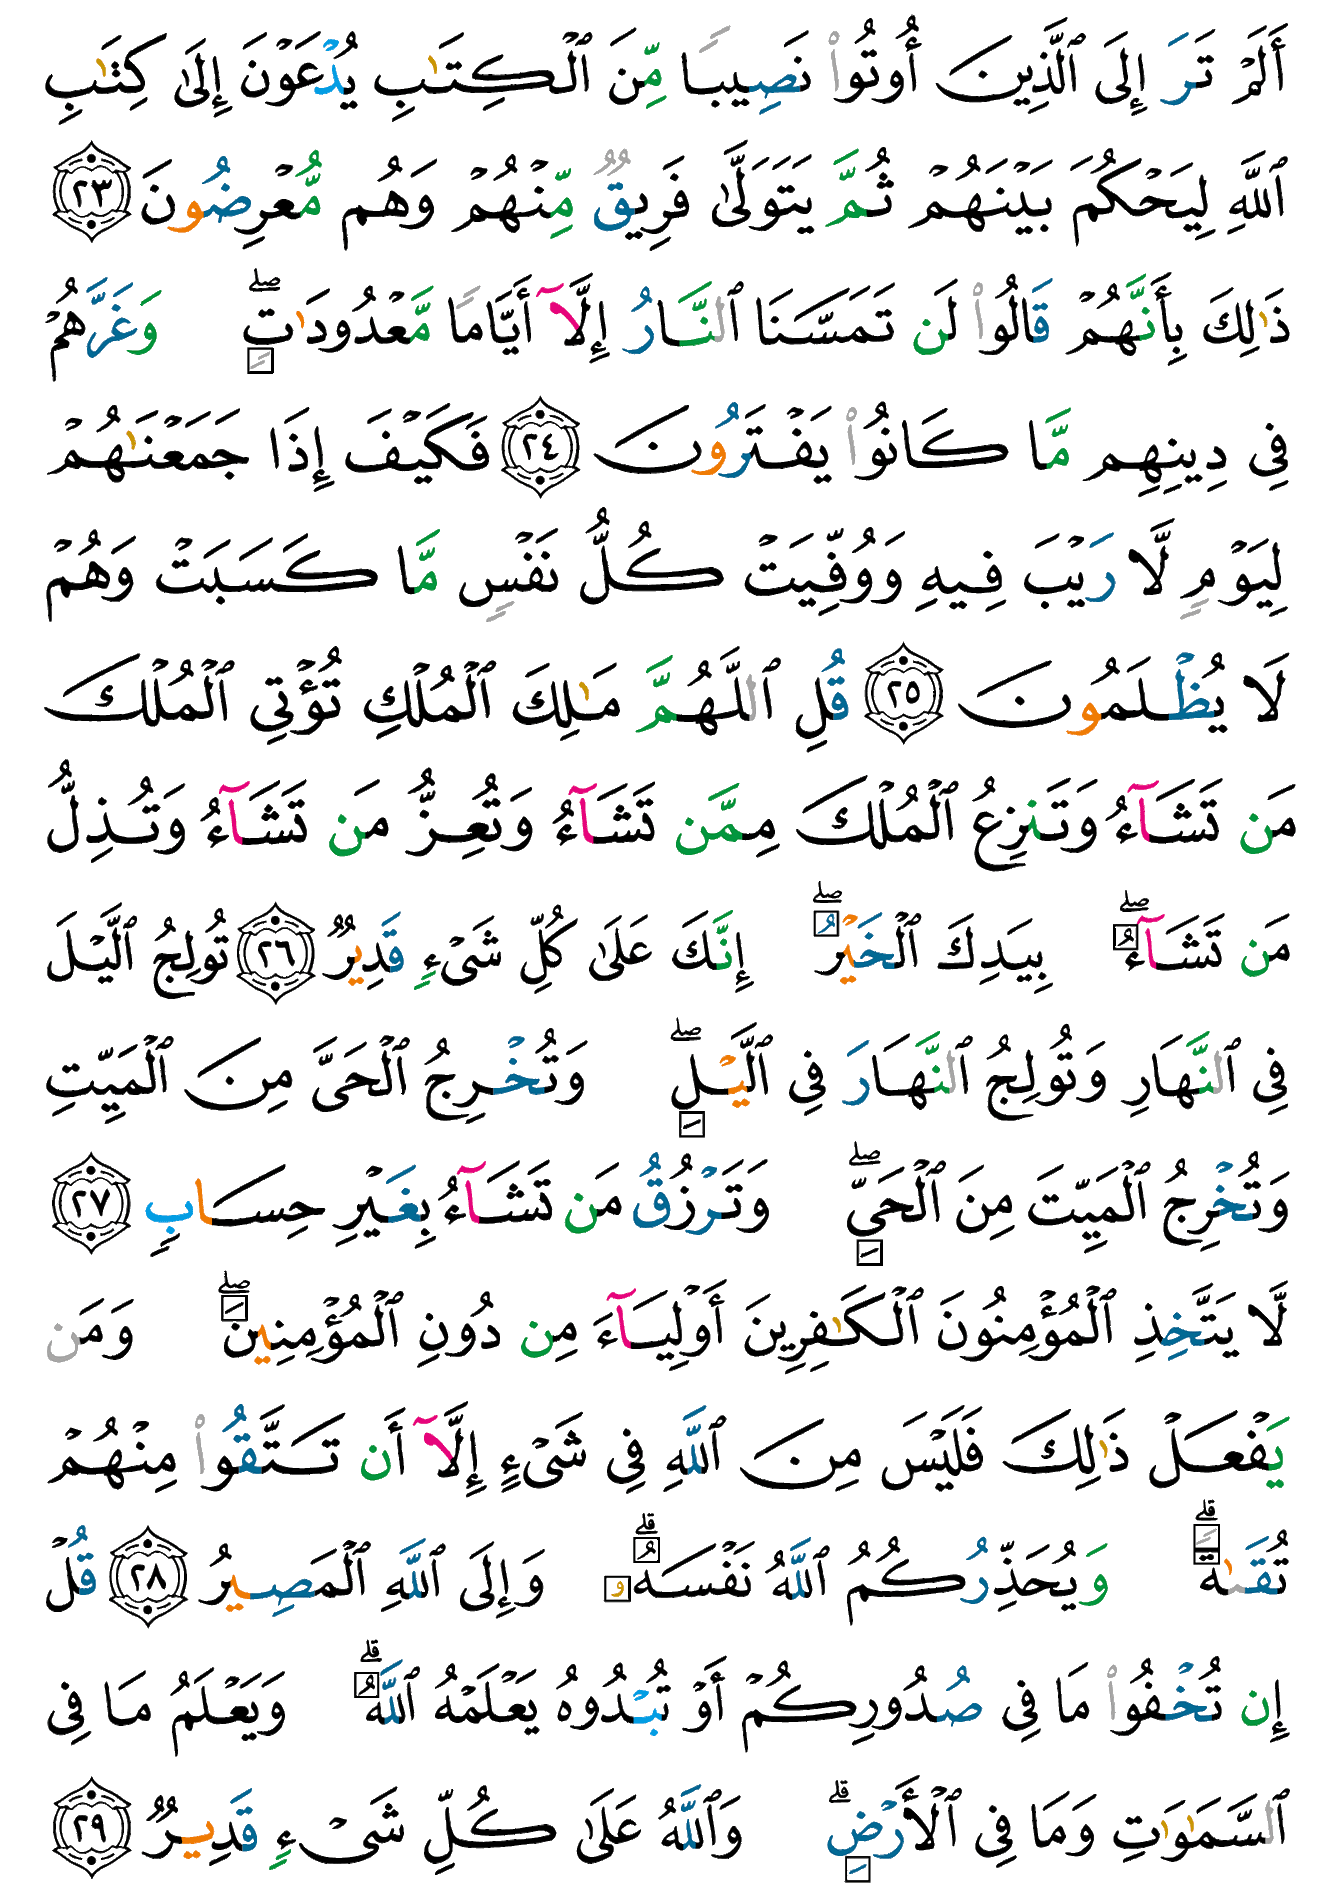 أَلَمْ تَرَ إِلَى ٱلَّذِينَ أُوتُوا۟ نَصِيبًا مِّنَ ٱلْكِتَـٰبِ يُدْعَوْنَ إِلَىٰ كِتَـٰبِ
ٱللَّهِ لِيَحْكُمَ بَيْنَهُمْ ثُمَّ يَتَوَلَّىٰ فَرِيقٌ مِّنْهُمْ وَهُم مُّعْرِضُونَ ٢٣
ذَٰلِكَ بِأَنَّهُمْ قَالُوا۟ لَن تَمَسَّنَا ٱلنَّارُ إِلَّآ أَيَّامًا مَّعْدُودَٰتٍ ۖ وَغَرَّهُمْ
فِى دِينِهِم مَّا كَانُوا۟ يَفْتَرُونَ ٢٤ فَكَيْفَ إِذَا جَمَعْنَـٰهُمْ
لِيَوْمٍ لَّا رَيْبَ فِيهِ وَوُفِّيَتْ كُلُّ نَفْسٍ مَّا كَسَبَتْ وَهُمْ
لَا يُظْلَمُونَ ٢٥ قُلِ ٱللَّهُمَّ مَـٰلِكَ ٱلْمُلْكِ تُؤْتِى ٱلْمُلْكَ
مَن تَشَآءُ وَتَنزِعُ ٱلْمُلْكَ مِمَّن تَشَآءُ وَتُعِزُّ مَن تَشَآءُ وَتُذِلُّ
مَن تَشَآءُ ۖ بِيَدِكَ ٱلْخَيْرُ ۖ إِنَّكَ عَلَىٰ كُلِّ شَىْءٍ قَدِيرٌ ٢٦ تُولِجُ ٱلَّيْلَ
فِى ٱلنَّهَارِ وَتُولِجُ ٱلنَّهَارَ فِى ٱلَّيْلِ ۖ وَتُخْرِجُ ٱلْحَىَّ مِنَ ٱلْمَيِّتِ
وَتُخْرِجُ ٱلْمَيِّتَ مِنَ ٱلْحَىِّ ۖ وَتَرْزُقُ مَن تَشَآءُ بِغَيْرِ حِسَابٍ ٢٧
لَّا يَتَّخِذِ ٱلْمُؤْمِنُونَ ٱلْكَـٰفِرِينَ أَوْلِيَآءَ مِن دُونِ ٱلْمُؤْمِنِينَ ۖ وَمَن
يَفْعَلْ ذَٰلِكَ فَلَيْسَ مِنَ ٱللَّهِ فِى شَىْءٍ إِلَّآ أَن تَتَّقُوا۟ مِنْهُمْ
تُقَىٰةً ۗ وَيُحَذِّرُكُمُ ٱللَّهُ نَفْسَهُۥ ۗ وَإِلَى ٱللَّهِ ٱلْمَصِيرُ ٢٨ قُلْ
إِن تُخْفُوا۟ مَا فِى صُدُورِكُمْ أَوْ تُبْدُوهُ يَعْلَمْهُ ٱللَّهُ ۗ وَيَعْلَمُ مَا فِى
ٱلسَّمَـٰوَٰتِ وَمَا فِى ٱلْأَرْضِ ۗ وَٱللَّهُ عَلَىٰ كُلِّ شَىْءٍ قَدِيرٌ ٢٩